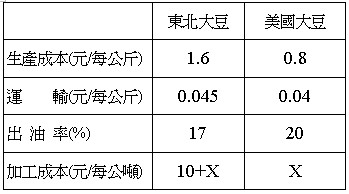 東北大豆 美國大豆
生產成本(元/每公斤) 1.6 0.8
運 輸(元/每公斤) 0.045 0.04
出 油 率(%) 17 20
加工成本(元/每公噸) 10+X X